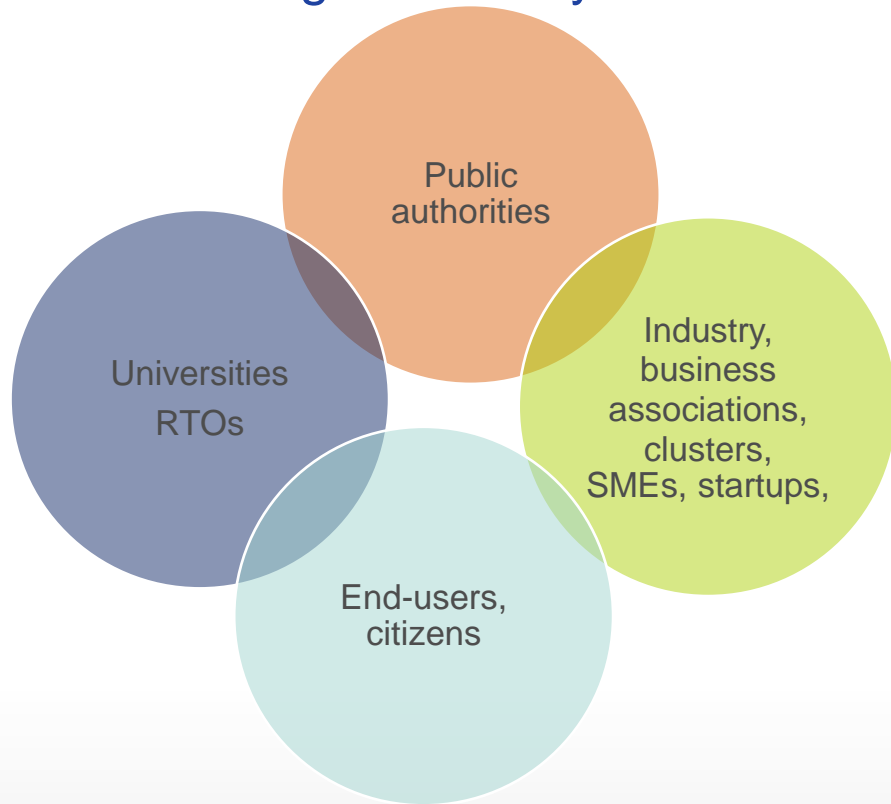 Public
authorities
Universities
RTOs
Industry,
business
associations,
clusters,
SMEs, startups,
End-users,
citizens